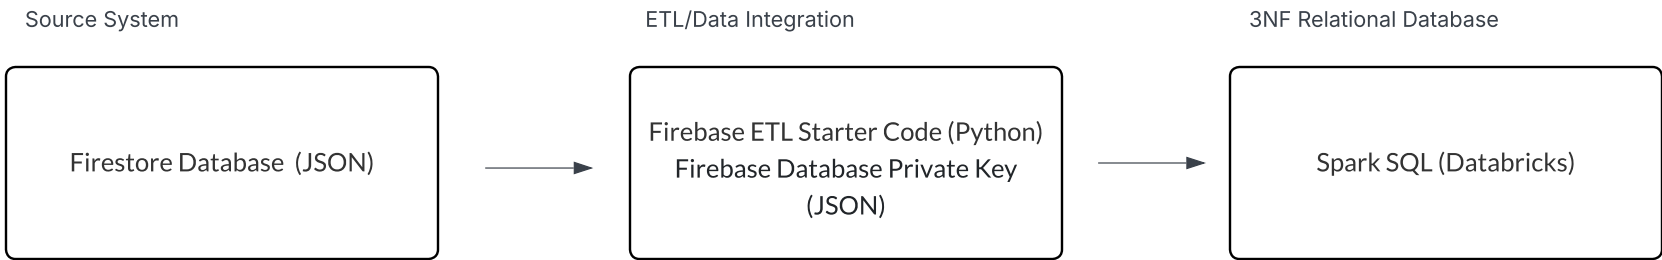 Source System
ETL/Data Integration
3NF Relational Database
Firestore Database (JSON)
Firebase ETL Starter Code (Python)
Firebase Database Private Key
(JSON)
Spark SQL (Databricks)